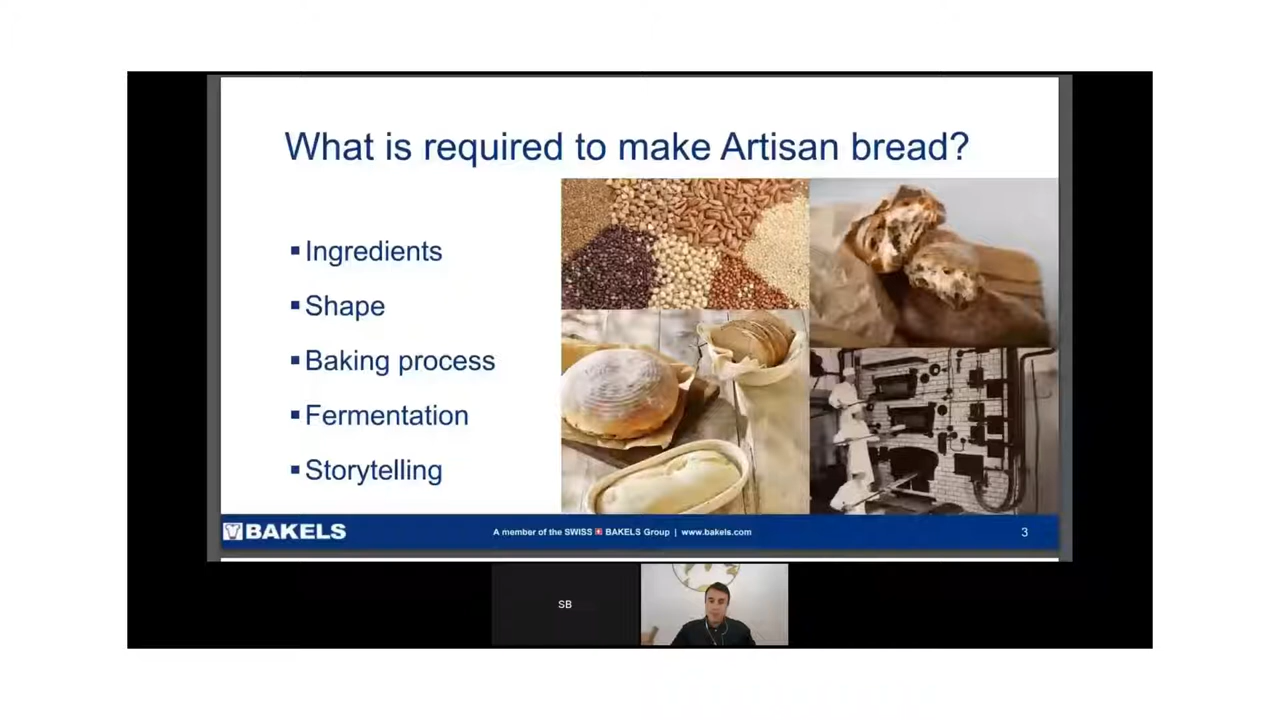 What is required to make Artisan bread?
▪ Ingredients
▪ Shape
▪ Baking process
▪ Fermentation
▪ Storytelling
BAKELS
A member of the SWISS BAKELS Group | www.bakels.com
3
SB